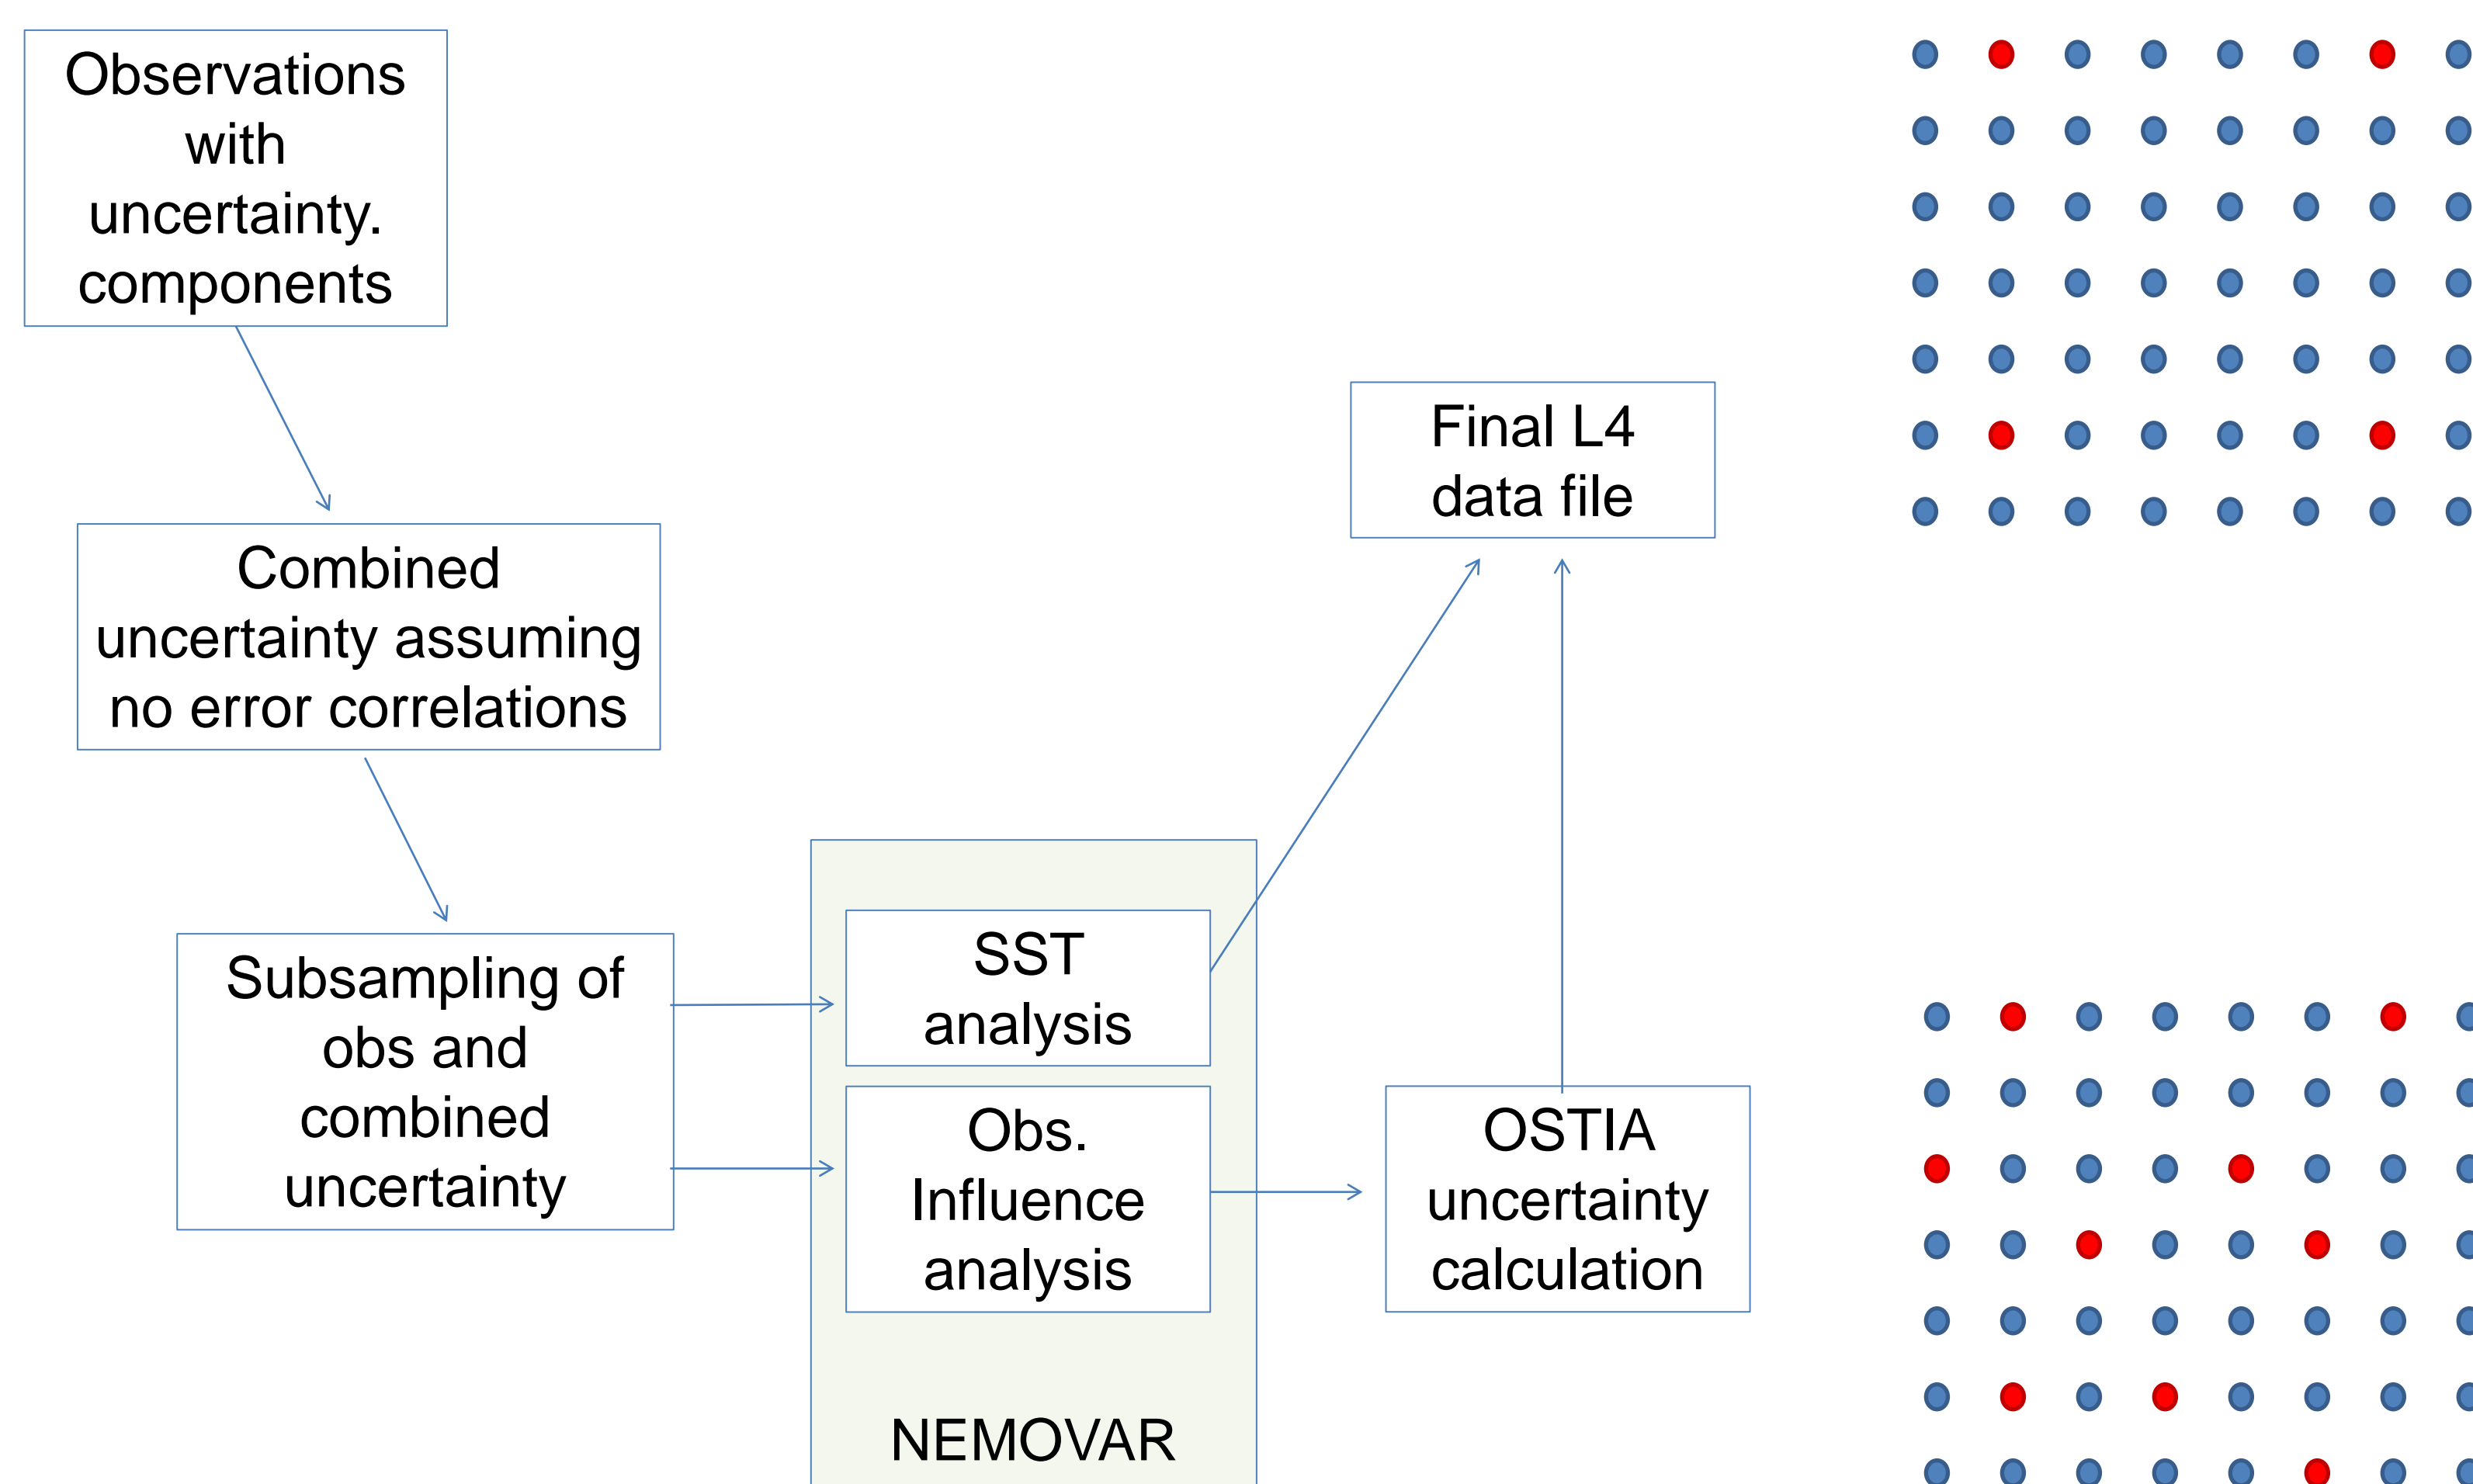 Observations
with
uncertainty.
components
Combined
uncertainty assuming
no error correlations
Subsampling of
obs and
combined
uncertainty
SST
analysis
Obs.
Influence
analysis
NEMOVAR
Final L4
data file
OSTIA
uncertainty
calculation